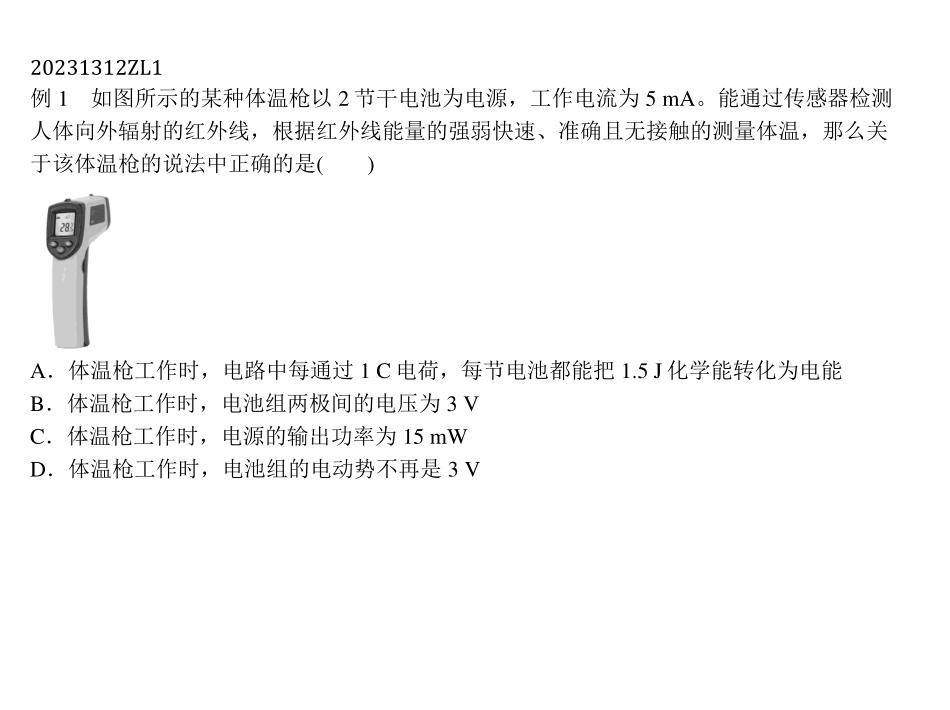 20231312ZL1
例 1　如图所示的某种体温枪以 2 节干电池为电源，工作电流为 5 mA。能通过传感器检测
人体向外辐射的红外线，根据红外线能量的强弱快速、准确且无接触的测量体温，那么关
于该体温枪的说法中正确的是(　　)
28
A．体温枪工作时，电路中每通过 1 C 电荷，每节电池都能把 1.5 J 化学能转化为电能
B．体温枪工作时，电池组两极间的电压为 3 V
C．体温枪工作时，电源的输出功率为 15 mW
D．体温枪工作时，电池组的电动势不再是 3 V